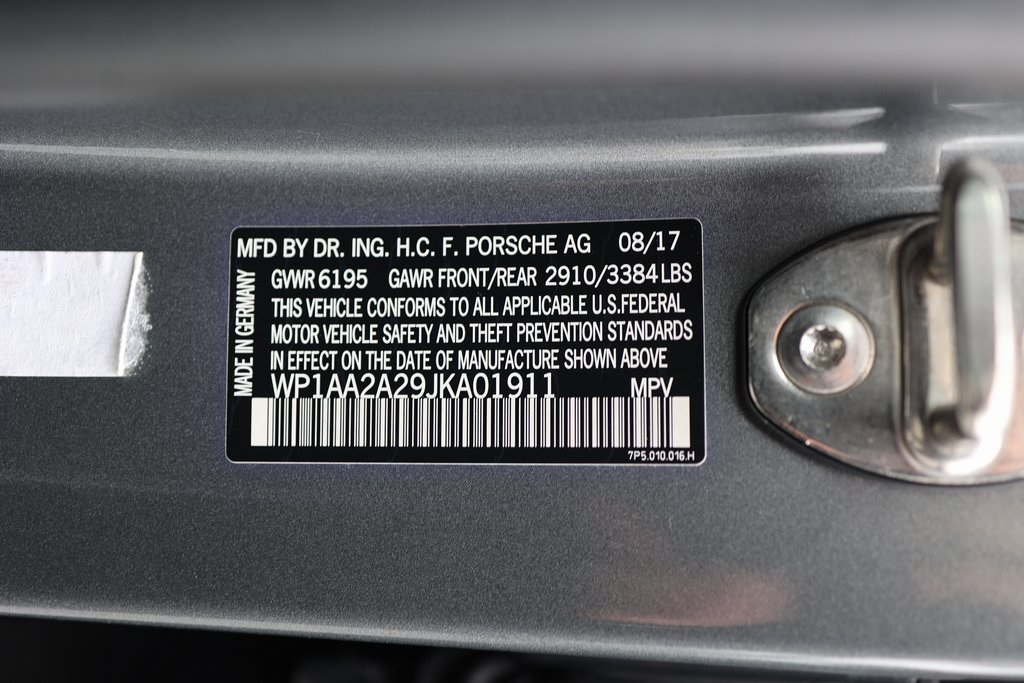 MFD BY DR. ING. H.C. F. PORSCHE AG 08/17
MADE IN GERMANY
GVWR 6195 GAWR FRONT/REAR 2910/3384 LBS
THIS VEHICLE CONFORMS TO ALL APPLICABLE U.S.FEDERAL
MOTOR VEHICLE SAFETY AND THEFT PREVENTION STANDARDS
IN EFFECT ON THE DATE OF MANUFACTURE SHOWN ABOVE
WP1AA2A29JKA01911 MPV
7P5.010.016.H